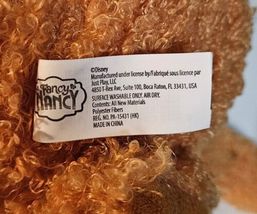 Fancy
NANCY
©Disney
Manufactured under license by/Fabriqué sous licence par
Just Play, LLC
4850 T-Rex Ave, Suite 100, Boca Raton, FL 33431, USA
SURFACE WASHABLE ONLY. AIR DRY.
Contents: All New Materials
Polyester Fibers
REG. NO. PA-15431 (HK)
MADE IN CHINA